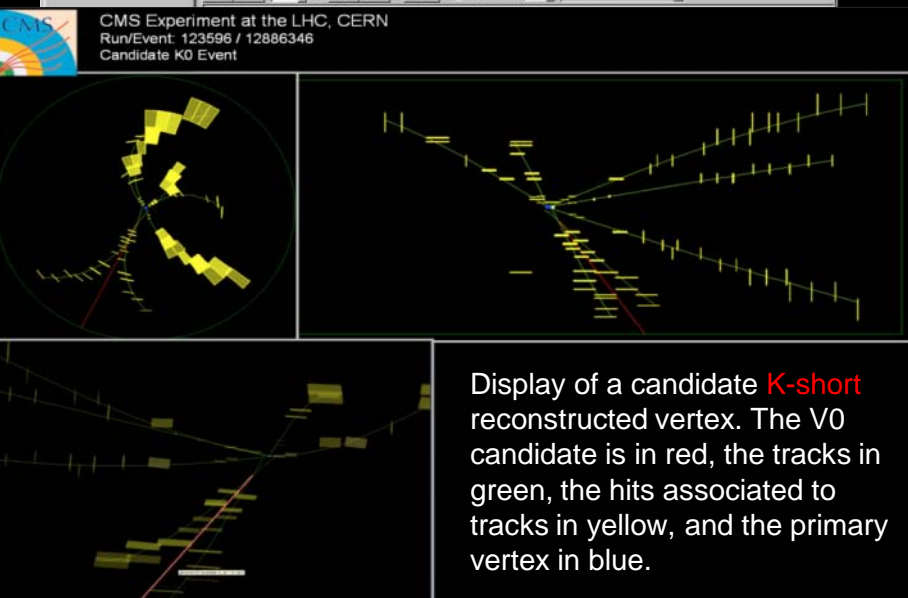 CMS
CMS Experiment at the LHC, CERN
Run/Event: 123596 / 12886346
Candidate K0 Event
Display of a candidate K-short
reconstructed vertex. The V0
candidate is in red, the tracks in
green, the hits associated to
tracks in yellow, and the primary
vertex in blue.